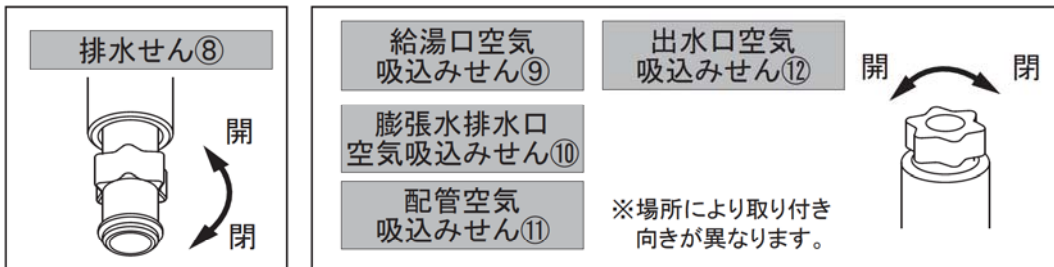 排水せん⑧
開
閉
給湯口空気
吸込みせん⑨
出水口空気
吸込みせん⑫
膨張水排水口
空気吸込みせん⑩
配管空気
吸込みせん⑪
※場所により取り付き
向きが異なります。
開
閉